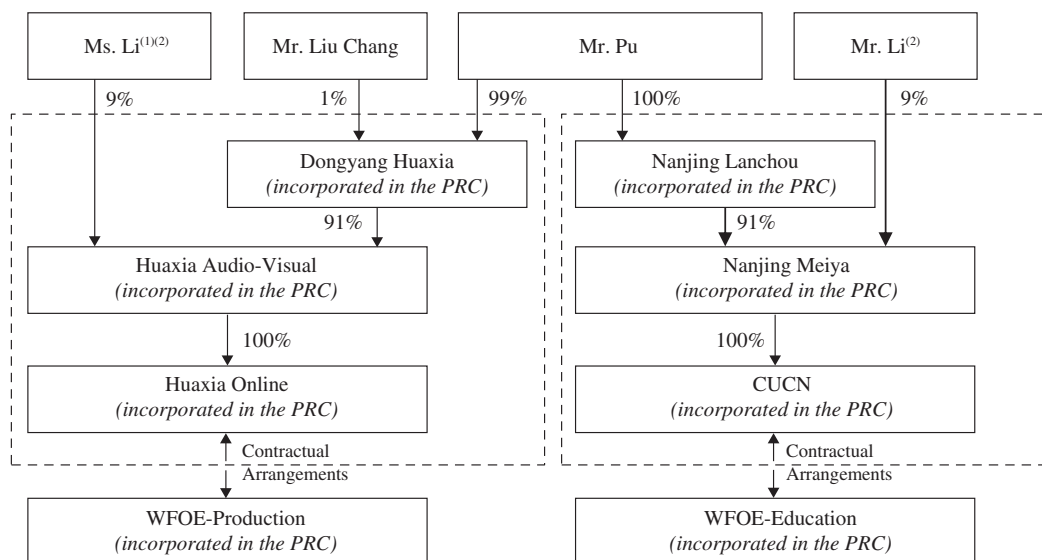 Ms. Li(1)(2)
Mr. Liu Chang
Mr. Pu
Mr. Li(2)
9%
1%
99%
100%
9%
Dongyang Huaxia
(incorporated in the PRC)
Nanjing Lanchou
(incorporated in the PRC)
91%
91%
Huaxia Audio-Visual
(incorporated in the PRC)
Nanjing Meiya
(incorporated in the PRC)
100%
100%
Huaxia Online
(incorporated in the PRC)
CUCN
(incorporated in the PRC)
Contractual
Arrangements
Contractual
Arrangements
WFOE-Production
(incorporated in the PRC)
WFOE-Education
(incorporated in the PRC)